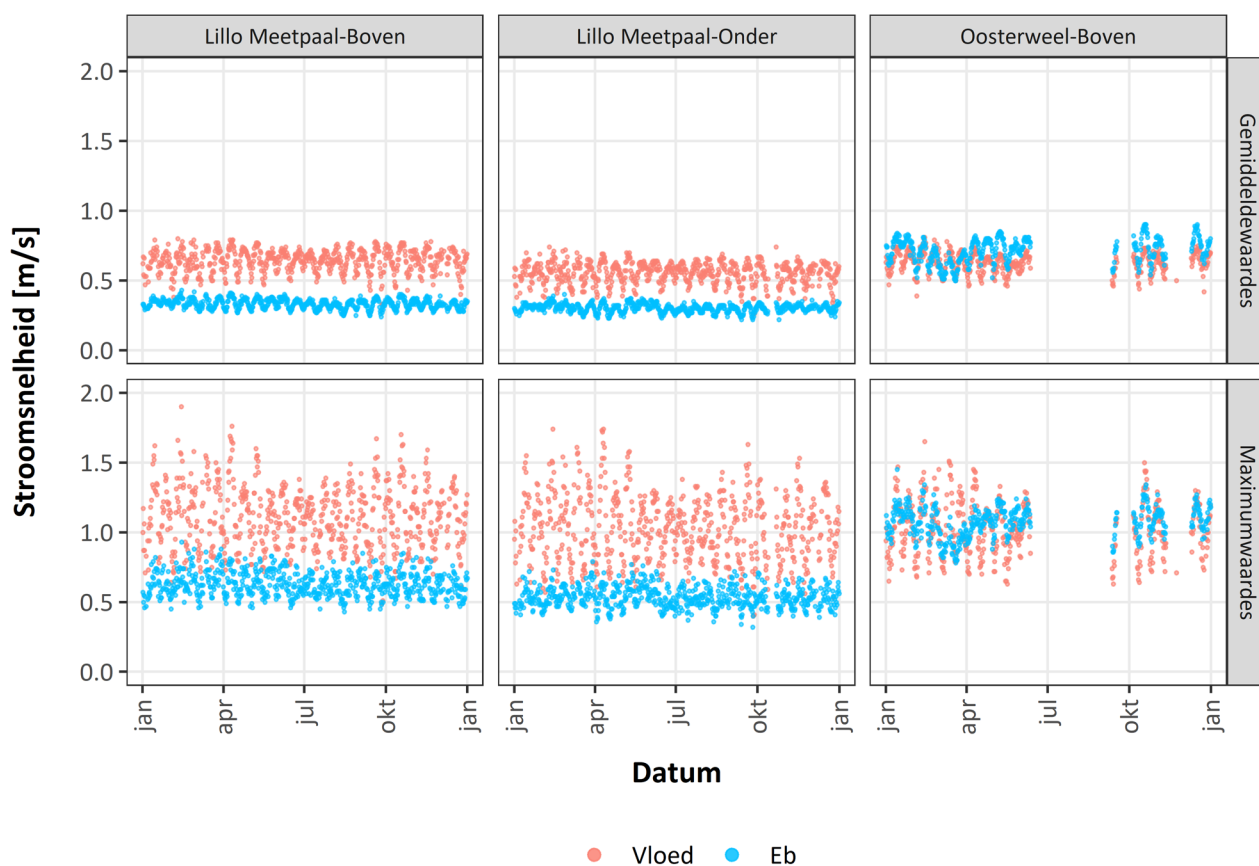 Lillo Meetpaal-Boven
Lillo Meetpaal-Onder
Oosterweel-Boven
Stroomsnelheid [m/s]
2.0
1.5
1.0
0.5
0.0
Gemiddeldewaardes
2.0
1.5
1.0
0.5
0.0
Maximumwaardes
jan
apr
jul
okt
jan
jan
apr
jul
okt
jan
jan
apr
jul
okt
jan
Datum
Vloed
Eb